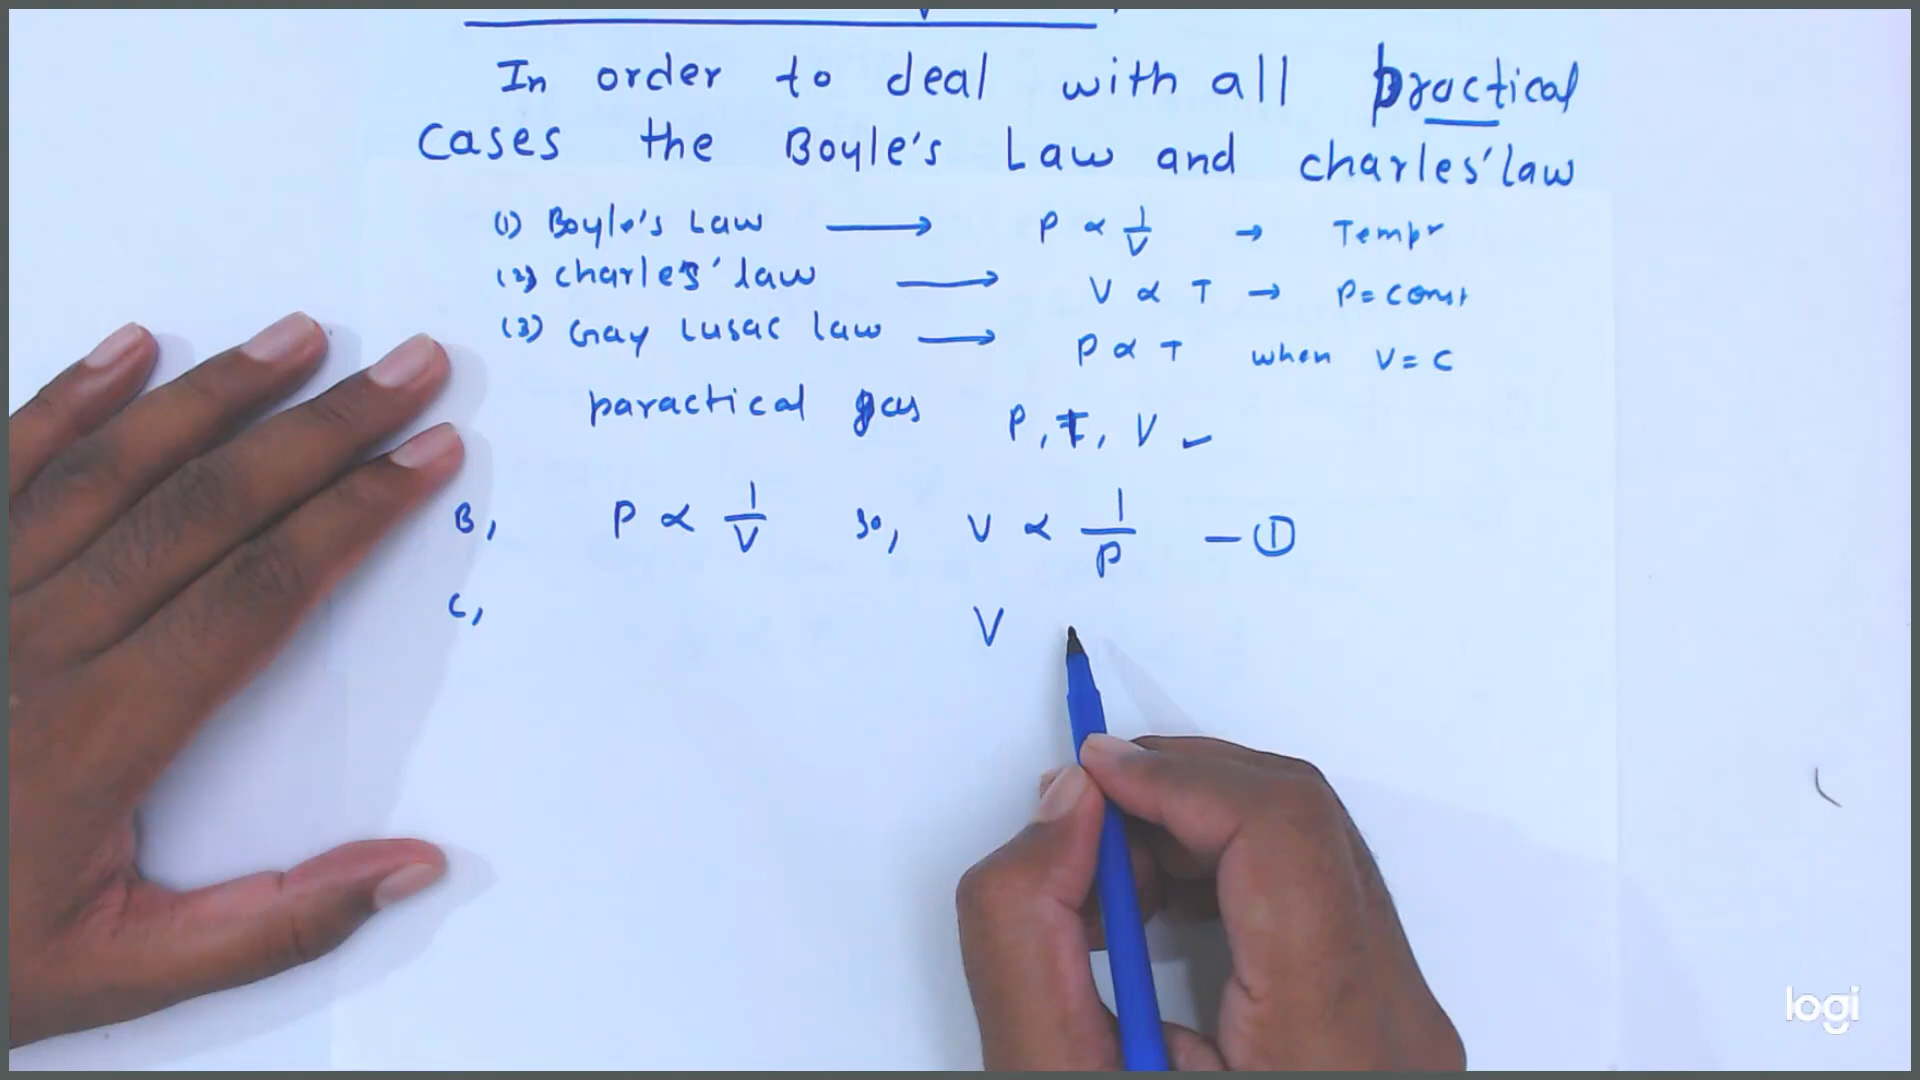 In order to deal with all practical
cases the Boyle's Law and charles' law
(1) Boyle's Law → P ∝ 1/V → Tempr
(2) charles' law → V ∝ T → P = const
(3) Gay Lusac law → P ∝ T when V = C
paractical gas P, T, V
B, P ∝ 1/V so, V ∝ 1/P - ①
C, V
logi